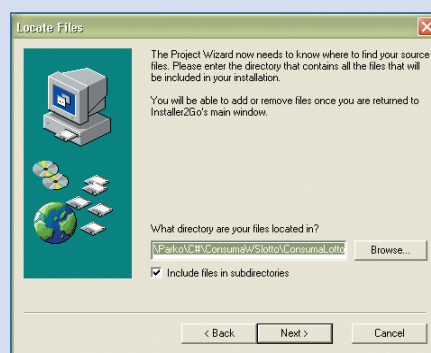 Locate Files
The Project Wizard now needs to know where to find your source
files. Please enter the directory that contains all the files that will
be included in your installation.
You will be able to add or remove files once you are returned to
Installer2Go's main window.
What directory are your files located in?
\Parko\C#\ConsumaWSlotto\ConsumaLotto
Browse...
Include files in subdirectories
< Back
Next >
Cancel